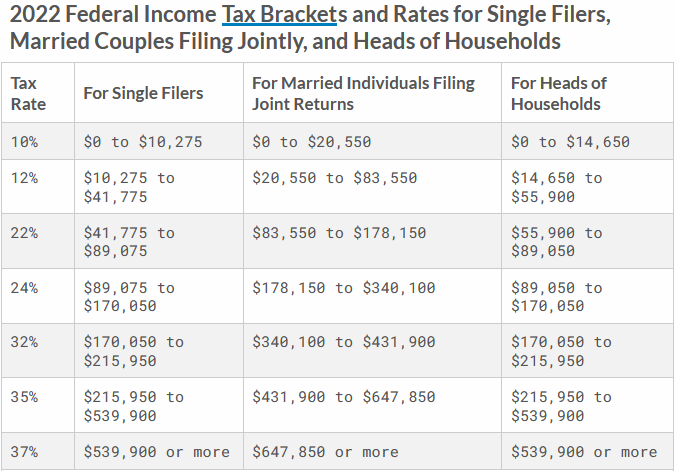 2022 Federal Income Tax Brackets and Rates for Single Filers,
Married Couples Filing Jointly, and Heads of Households
Tax
Rate
For Single Filers
For Married Individuals Filing
Joint Returns
For Heads of
Households
10%
$0 to $10,275
$0 to $20,550
$0 to $14,650
12%
$10,275 to
$41,775
$20,550 to $83,550
$14,650 to
$55,900
22%
$41,775 to
$89,075
$83,550 to $178,150
$55,900 to
$89,050
24%
$89,075 to
$170,050
$178,150 to $340,100
$89,050 to
$170,050
32%
$170,050 to
$215,950
$340,100 to $431,900
$170,050 to
$215,950
35%
$215,950 to
$539,900
$431,900 to $647,850
$215,950 to
$539,900
37%
$539,900 or more
$647,850 or more
$539,900 or more